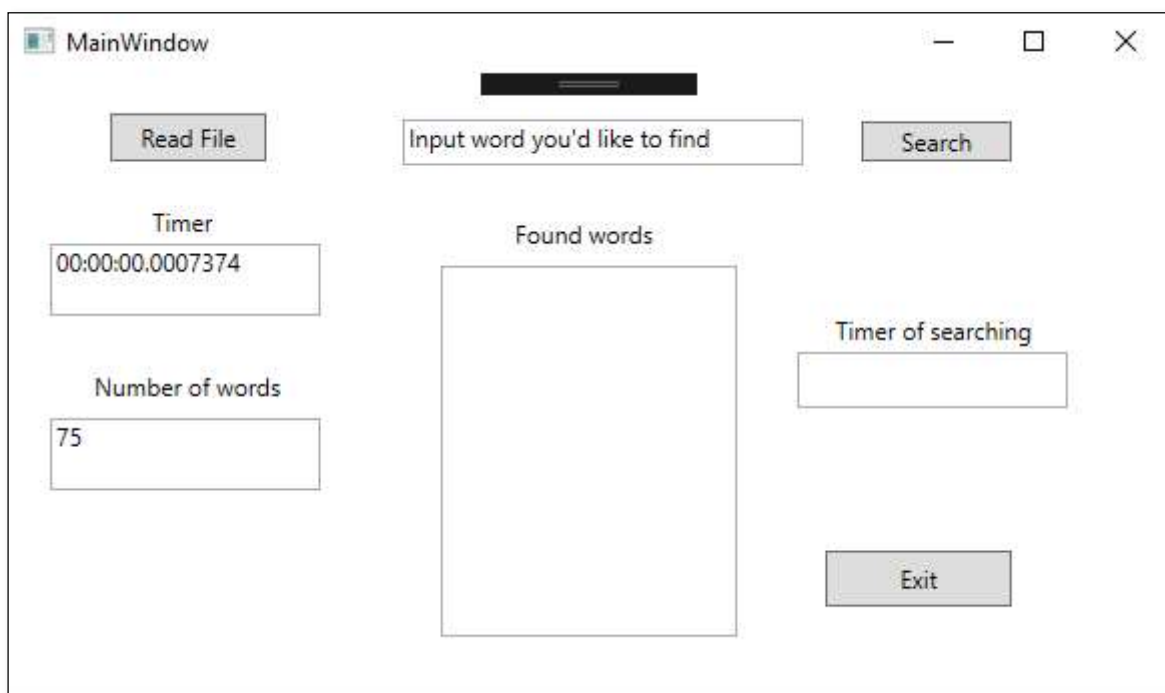 MainWindow
Read File
Input word you'd like to find
Search
Timer
00:00:00.0007374
Found words
Timer of searching
Number of words
75
Exit